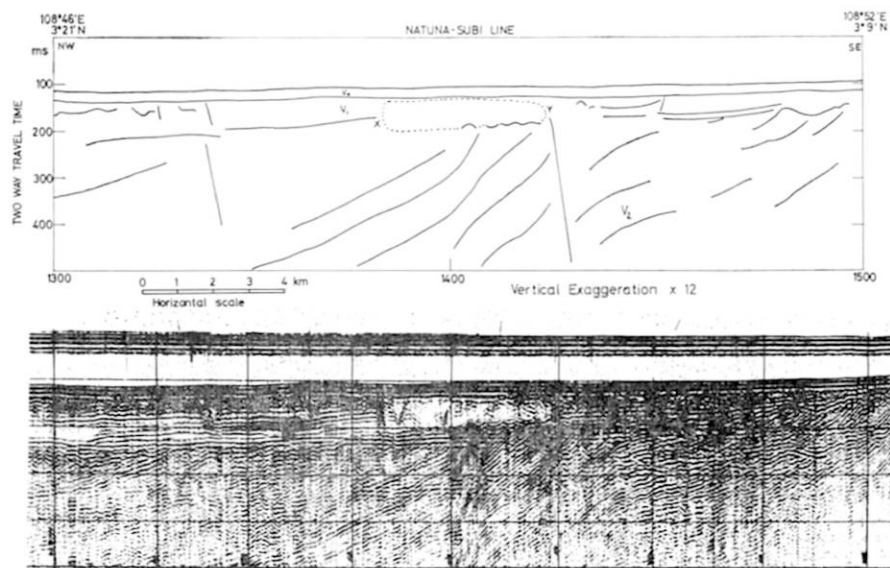 108°46'E
3°21'N
NATUNA-SUBI LINE
108°52'E
3°9'N
ms
NW
SE
100
200
300
400
TWO WAY TRAVEL TIME
V₁
X
Y
V₂
1300
1400
1500
0 1 2 3 4 km
Horizontal scale
Vertical Exaggeration x 12